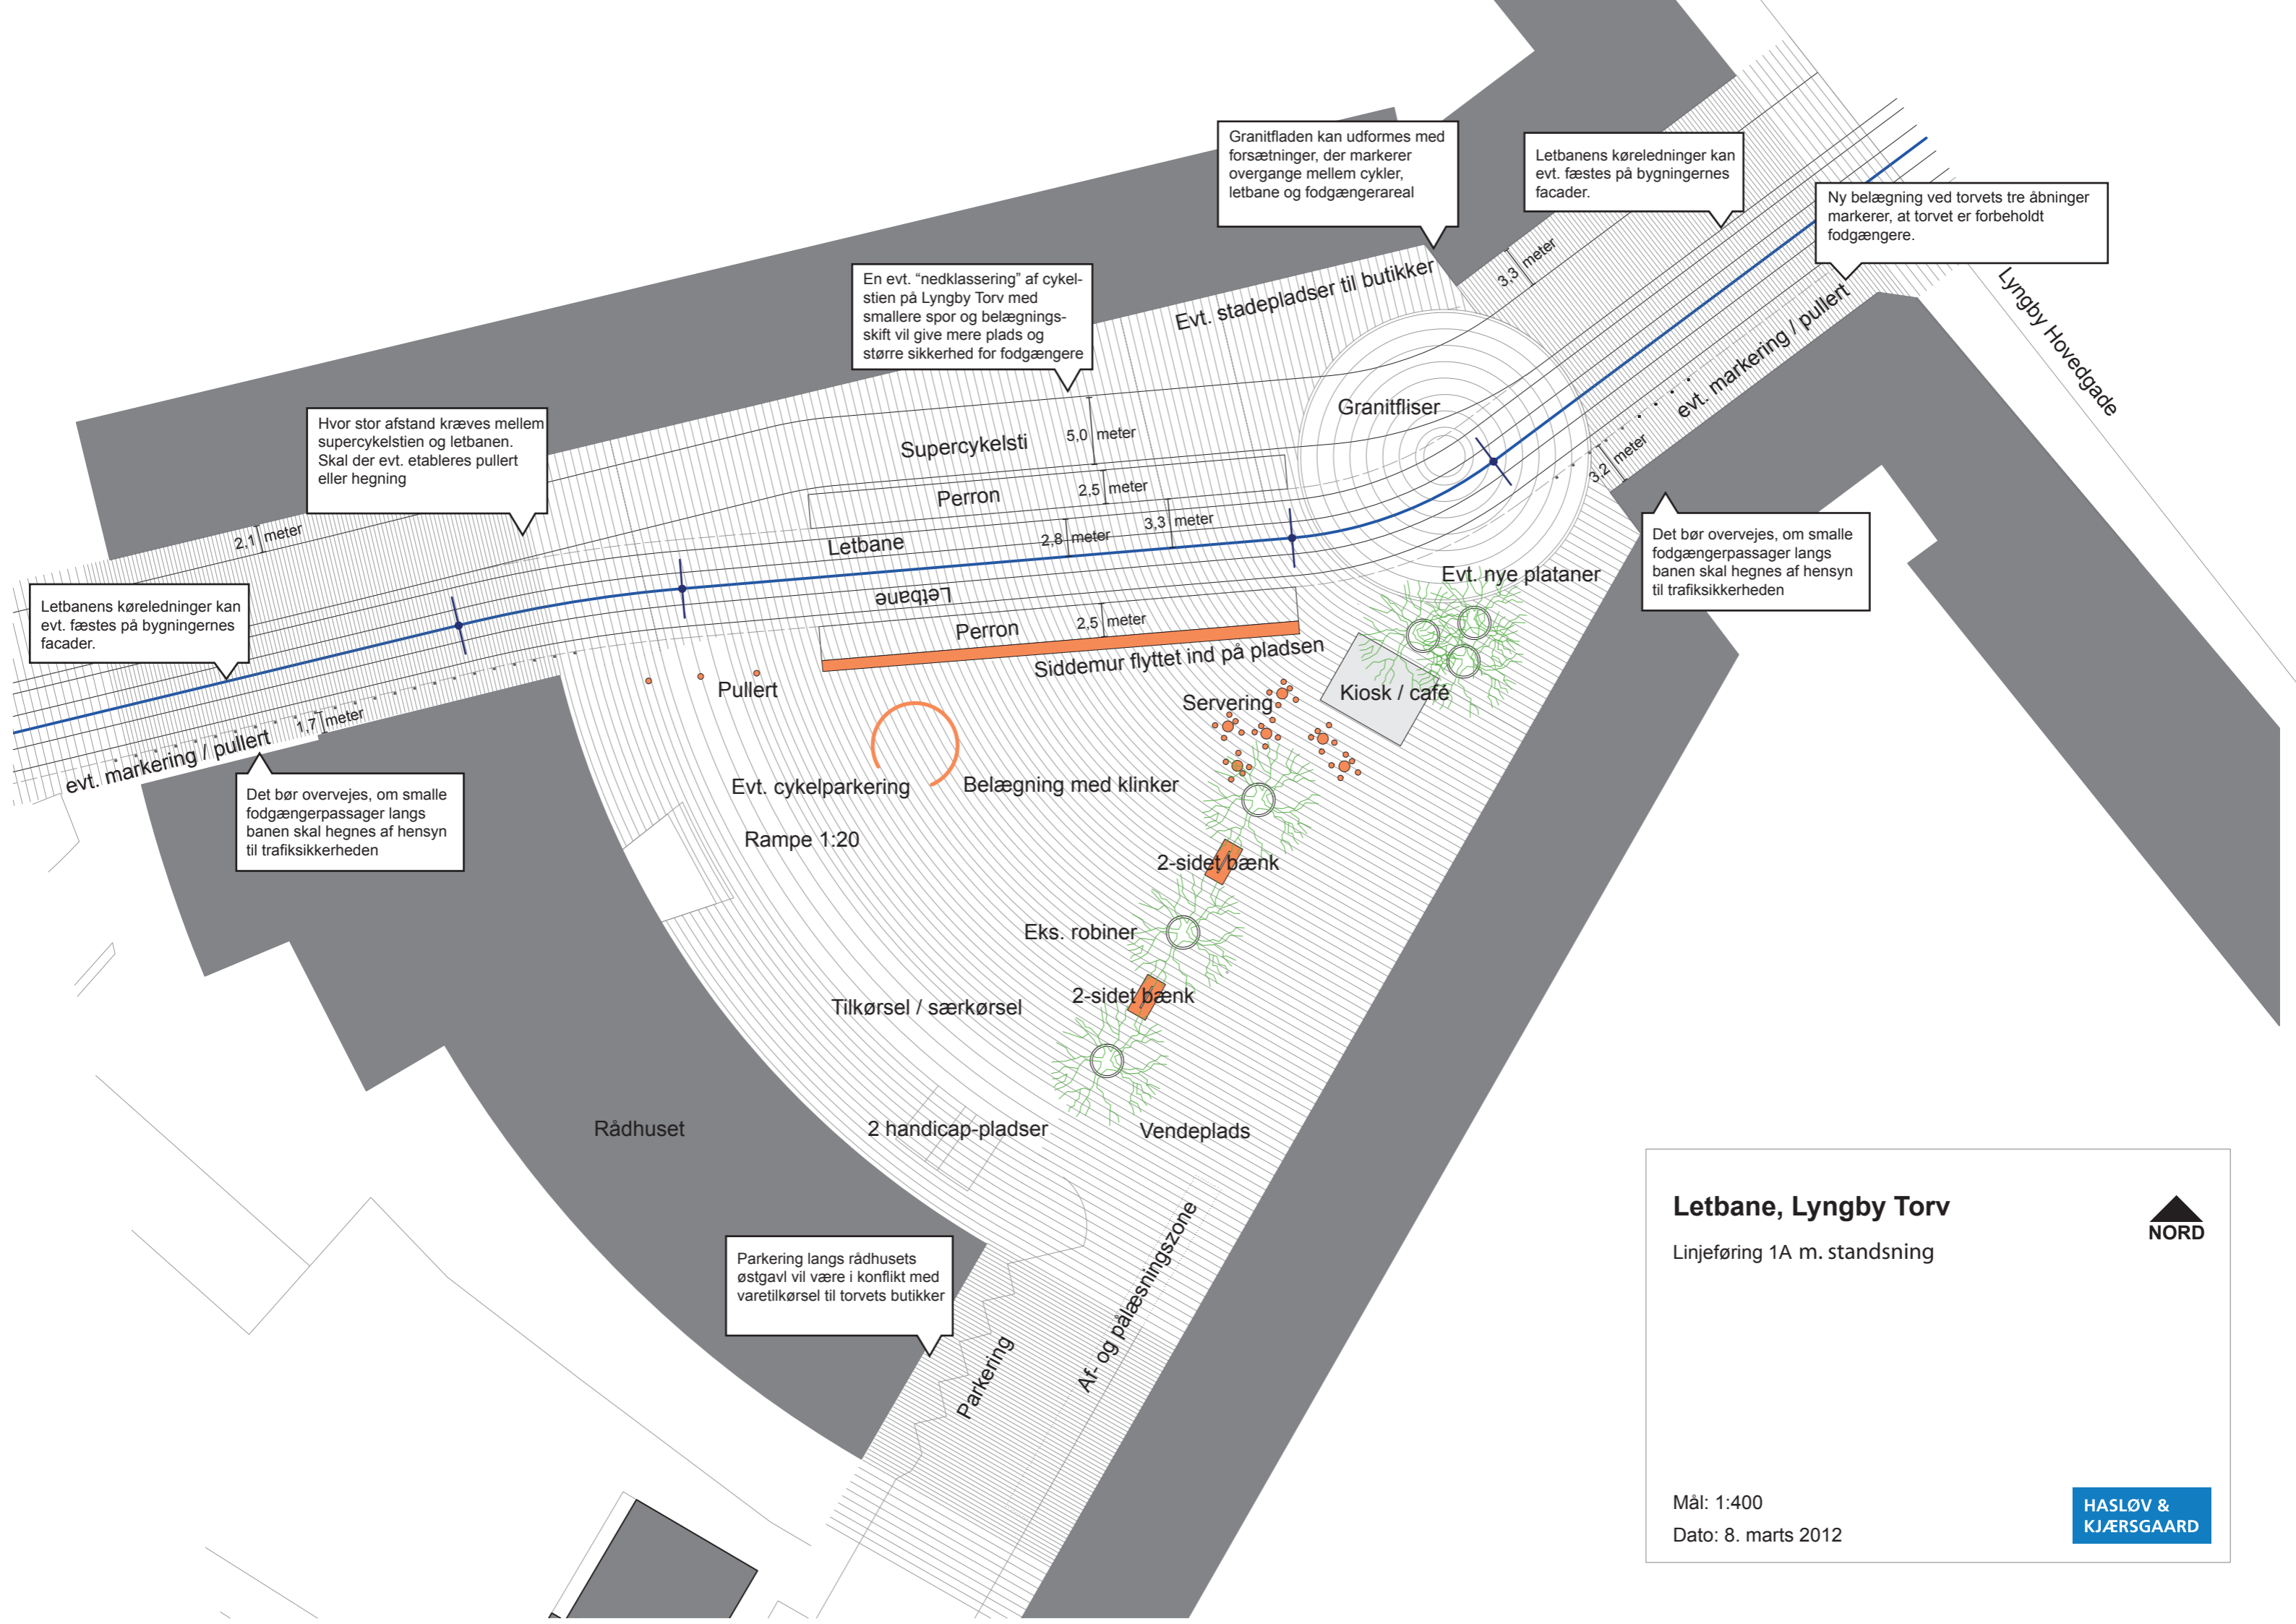 Granitfladen kan udformes med
forsætninger, der markerer
overgange mellem cykler,
letbane og fodgængerareal
Letbanens køreledninger kan
evt. fæstes på bygningernes
facader.
Ny belægning ved torvets tre åbninger
markerer, at torvet er forbeholdt
fodgængere.
En evt. “nedklassering” af cykel-
stien på Lyngby Torv med
smallere spor og belægnings-
skift vil give mere plads og
større sikkerhed for fodgængere
Evt. stadepladser til butikker
3,3 meter
Lyngby Hovedgade
evt. markering / pullert
Hvor stor afstand kræves mellem
supercykelstien og letbanen.
Skal der evt. etableres pullert
eller hegning
Granitfliser
Supercykelsti
5,0 meter
3,2 meter
Perron
2,5 meter
2,1 meter
Letbane
2,8 meter
3,3 meter
Det bør overvejes, om smalle
fodgængerpassager langs
banen skal hegnes af hensyn
til trafiksikkerheden
Evt. nye plataner
Letbanens køreledninger kan
evt. fæstes på bygningernes
facader.
Letbane
Perron
2,5 meter
Siddemur flyttet ind på pladsen
Pullert
Servering
Kiosk / café
1,7 meter
evt. markering / pullert
Evt. cykelparkering
Belægning med klinker
Det bør overvejes, om smalle
fodgængerpassager langs
banen skal hegnes af hensyn
til trafiksikkerheden
Rampe 1:20
2-sidet bænk
Eks. robiner
2-sidet bænk
Tilkørsel / særkørsel
Rådhuset
2 handicap-pladser
Vendeplads
Parkering langs rådhusets
østgavl vil være i konflikt med
varetilkørsel til torvets butikker
Parkering
Af- og pålæsningszone
Letbane, Lyngby Torv
NORD
Linjeføring 1A m. standsning
Mål: 1:400
Dato: 8. marts 2012
HASLØV &
KJÆRSGAARD